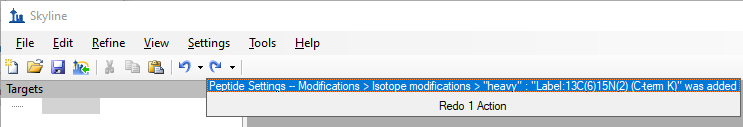 Skyline
File Edit Refine View Settings Tools Help
Targets
Peptide Settings -- Modifications > Isotope modifications > "heavy" : "Label:13C(6)15N(2) (C-term K)" was added
Redo 1 Action